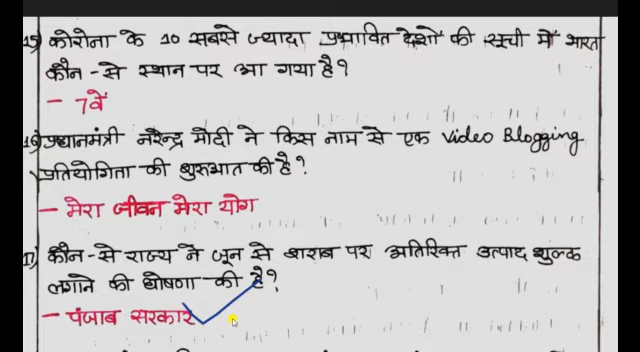 15) कोरोना के 10 सबसे ज्यादा प्रभावित देशों की सूची में भारत
कौन-से स्थान पर आ गया है?
- 7वें
16) प्रधानमंत्री नरेन्द्र मोदी ने किस नाम से एक Video Blogging
प्रतियोगिता की शुरुआत की है?
- मेरा जीवन मेरा योग
17) कौन-से राज्य ने जून से शराब पर अतिरिक्त उत्पाद शुल्क
लगाने की घोषणा की है?
- पंजाब सरकार